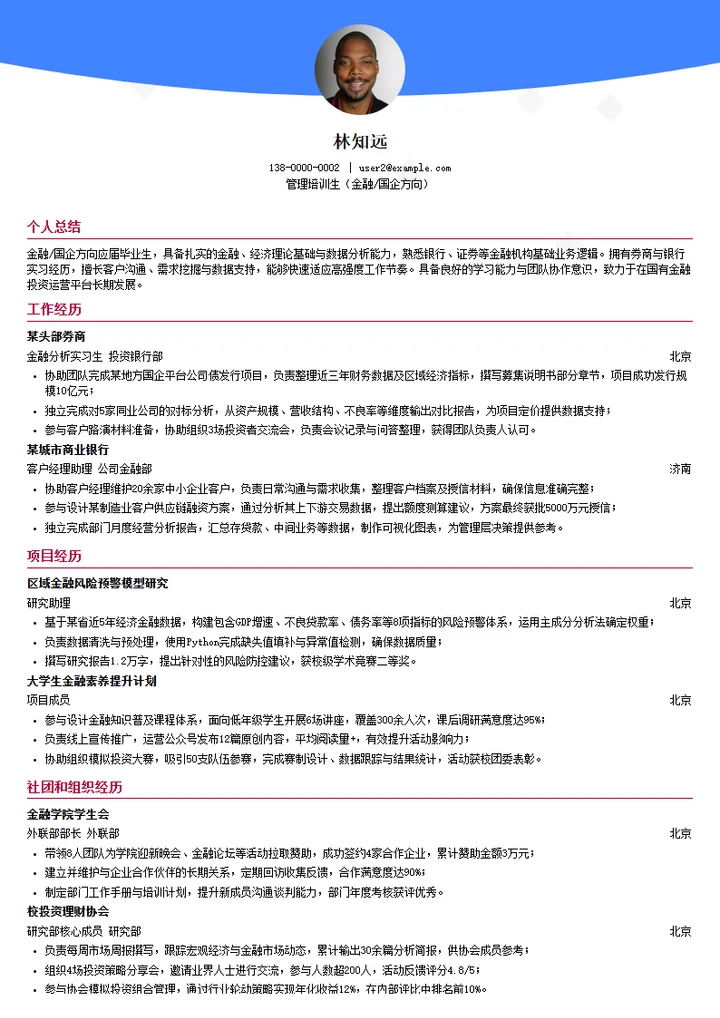 林知远
138-0000-0002 | user2@example.com
管理培训生（金融/国企方向）
个人总结
金融/国企方向应届毕业生，具备扎实的金融、经济理论基础与数据分析能力，熟悉银行、证券等金融机构基础业务逻辑。拥有券商与银行
实习经历，擅长客户沟通、需求挖掘与数据支持，能够快速适应高强度工作节奏。具备良好的学习能力与团队协作意识，致力于在国有金融
投资运营平台长期发展。
工作经历
某头部券商
金融分析实习生 投资银行部 北京
• 协助团队完成某地方国企平台公司债发行项目，负责整理近三年财务数据及区域经济指标，撰写募集说明书部分章节，项目成功发行规
模10亿元；
• 独立完成对5家同业公司的对标分析，从资产规模、营收结构、不良率等维度输出对比报告，为项目定价提供数据支持；
• 参与客户路演材料准备，协助组织3场投资者交流会，负责会议记录与问答整理，获得团队负责人认可。
某城市商业银行
客户经理助理 公司金融部 济南
• 协助客户经理维护20余家中小企业客户，负责日常沟通与需求收集，整理客户档案及授信材料，确保信息准确完整；
• 参与设计某制造业客户供应链融资方案，通过分析其上下游交易数据，提出额度测算建议，方案最终获批5000万元授信；
• 独立完成部门月度经营分析报告，汇总存贷款、中间业务等数据，制作可视化图表，为管理层决策提供参考。
项目经历
区域金融风险预警模型研究
研究助理 北京
• 基于某省近5年经济金融数据，构建包含GDP增速、不良贷款率、债务率等8项指标的风险预警体系，运用主成分分析法确定权重；
• 负责数据清洗与预处理，使用Python完成缺失值填补与异常值检测，确保数据质量；
• 撰写研究报告1.2万字，提出针对性的风险防控建议，获校级学术竞赛二等奖。
大学生金融素养提升计划
项目成员 北京
• 参与设计金融知识普及课程体系，面向低年级学生开展6场讲座，覆盖300余人次，课后调研满意度达95%；
• 负责线上宣传推广，运营公众号发布12篇原创内容，平均阅读量+，有效提升活动影响力；
• 协助组织模拟投资大赛，吸引50支队伍参赛，完成赛制设计、数据跟踪与结果统计，活动获校团委表彰。
社团和组织经历
金融学院学生会
外联部部长 外联部 北京
• 带领8人团队为学院迎新晚会、金融论坛等活动拉取赞助，成功签约4家合作企业，累计赞助金额3万元；
• 建立并维护与企业合作伙伴的长期关系，定期回访收集反馈，合作满意度达90%；
• 制定部门工作手册与培训计划，提升新成员沟通谈判能力，部门年度考核获评优秀。
校投资理财协会
研究部核心成员 研究部 北京
• 负责每周市场周报撰写，跟踪宏观经济与金融市场动态，累计输出30余篇分析简报，供协会成员参考；
• 组织4场投资策略分享会，邀请业界人士进行交流，参与人数超200人，活动反馈评分4.8/5；
• 参与协会模拟投资组合管理，通过行业轮动策略实现年化收益12%，在内部评比中排名前10%。